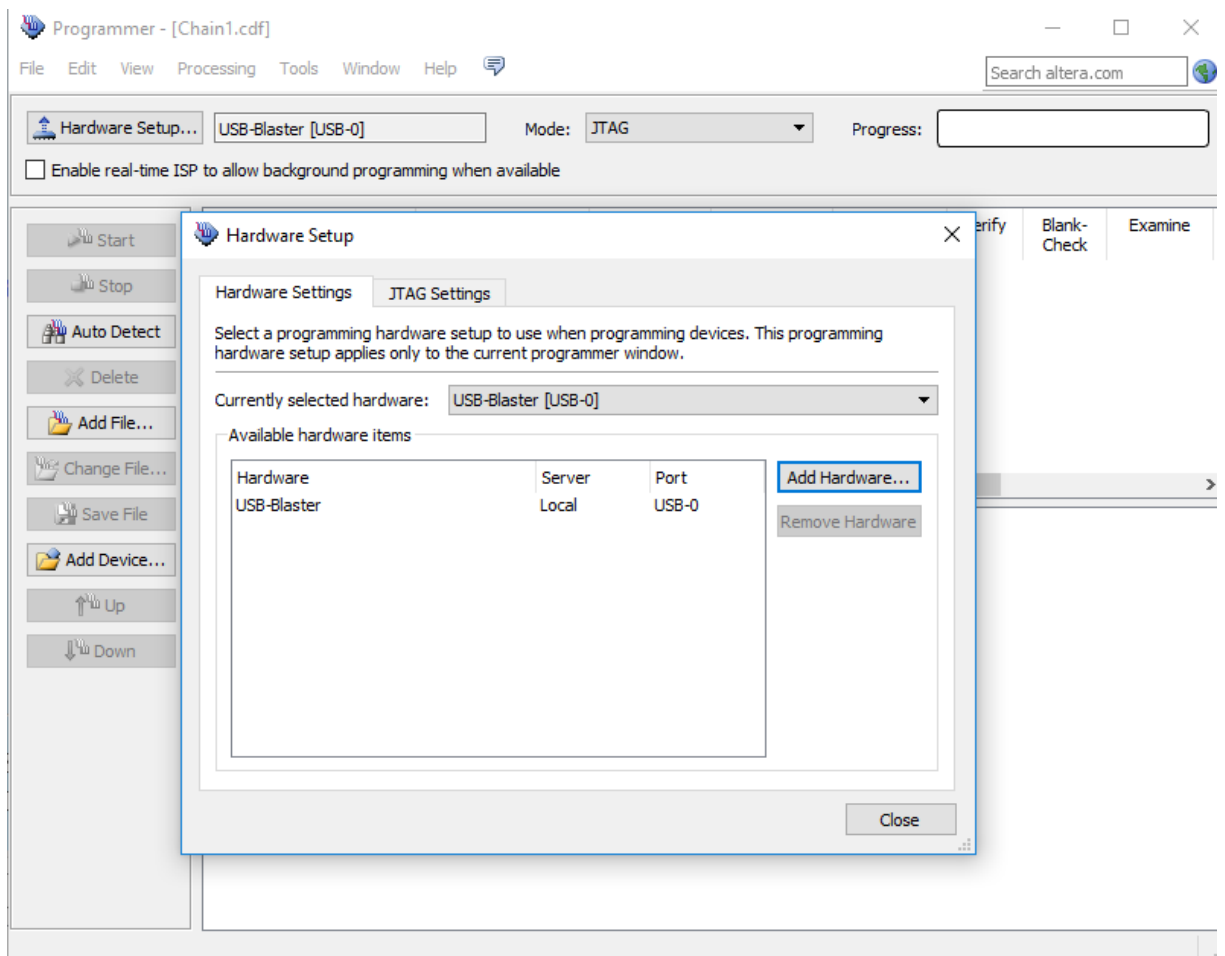 Programmer - [Chain1.cdf]
File Edit View Processing Tools Window Help
Search altera.com
Hardware Setup... USB-Blaster [USB-0] Mode: JTAG Progress:
Enable real-time ISP to allow background programming when available
Start
Stop
Auto Detect
Delete
Add File...
Change File...
Save File
Add Device...
Up
Down
erify Blank-Check Examine
Hardware Setup
Hardware Settings JTAG Settings
Select a programming hardware setup to use when programming devices. This programming
hardware setup applies only to the current programmer window.
Currently selected hardware: USB-Blaster [USB-0]
Available hardware items
Hardware Server Port
USB-Blaster Local USB-0
Add Hardware...
Remove Hardware
Close